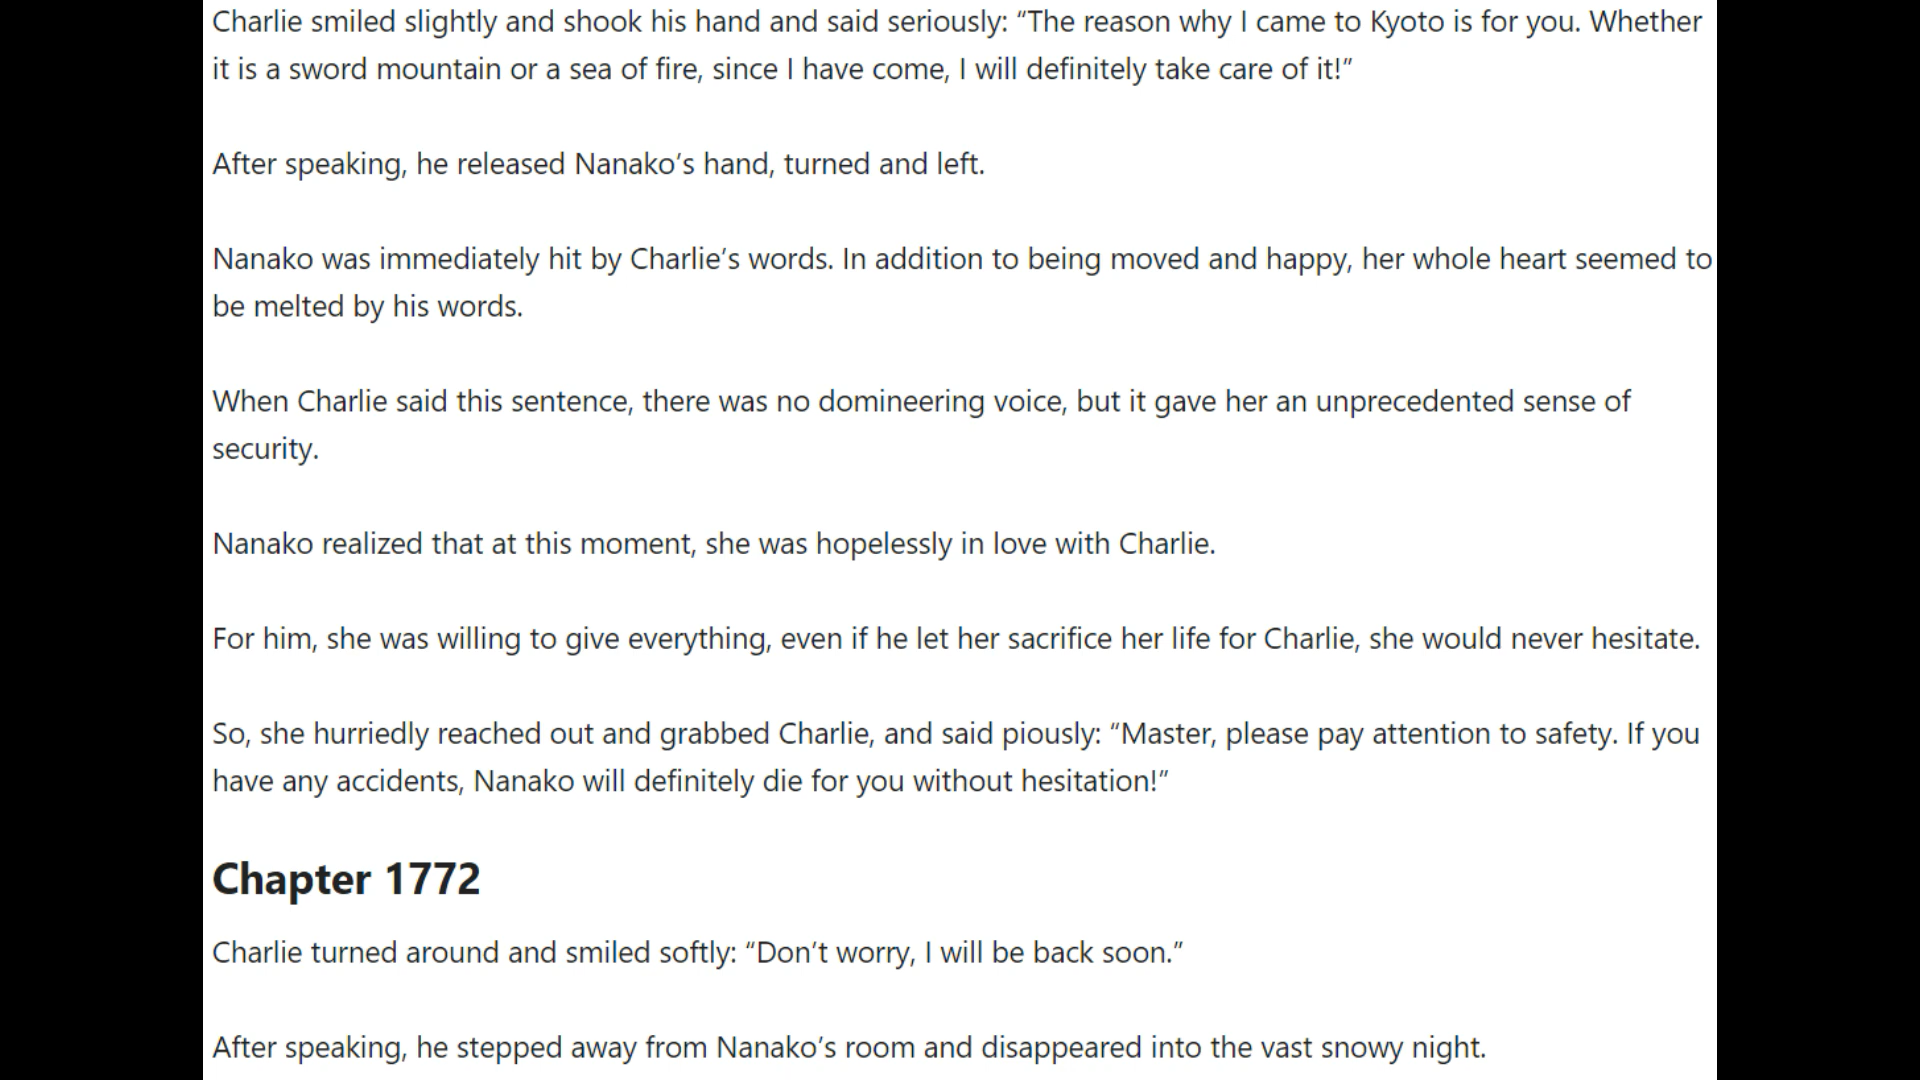 Charlie smiled slightly and shook his hand and said seriously: “The reason why I came to Kyoto is for you. Whether
it is a sword mountain or a sea of fire, since I have come, I will definitely take care of it!”
After speaking, he released Nanako’s hand, turned and left.
Nanako was immediately hit by Charlie’s words. In addition to being moved and happy, her whole heart seemed to
be melted by his words.
When Charlie said this sentence, there was no domineering voice, but it gave her an unprecedented sense of
security.
Nanako realized that at this moment, she was hopelessly in love with Charlie.
For him, she was willing to give everything, even if he let her sacrifice her life for Charlie, she would never hesitate.
So, she hurriedly reached out and grabbed Charlie, and said piously: “Master, please pay attention to safety. If you
have any accidents, Nanako will definitely die for you without hesitation!”
Chapter 1772
Charlie turned around and smiled softly: “Don’t worry, I will be back soon.”
After speaking, he stepped away from Nanako’s room and disappeared into the vast snowy night.